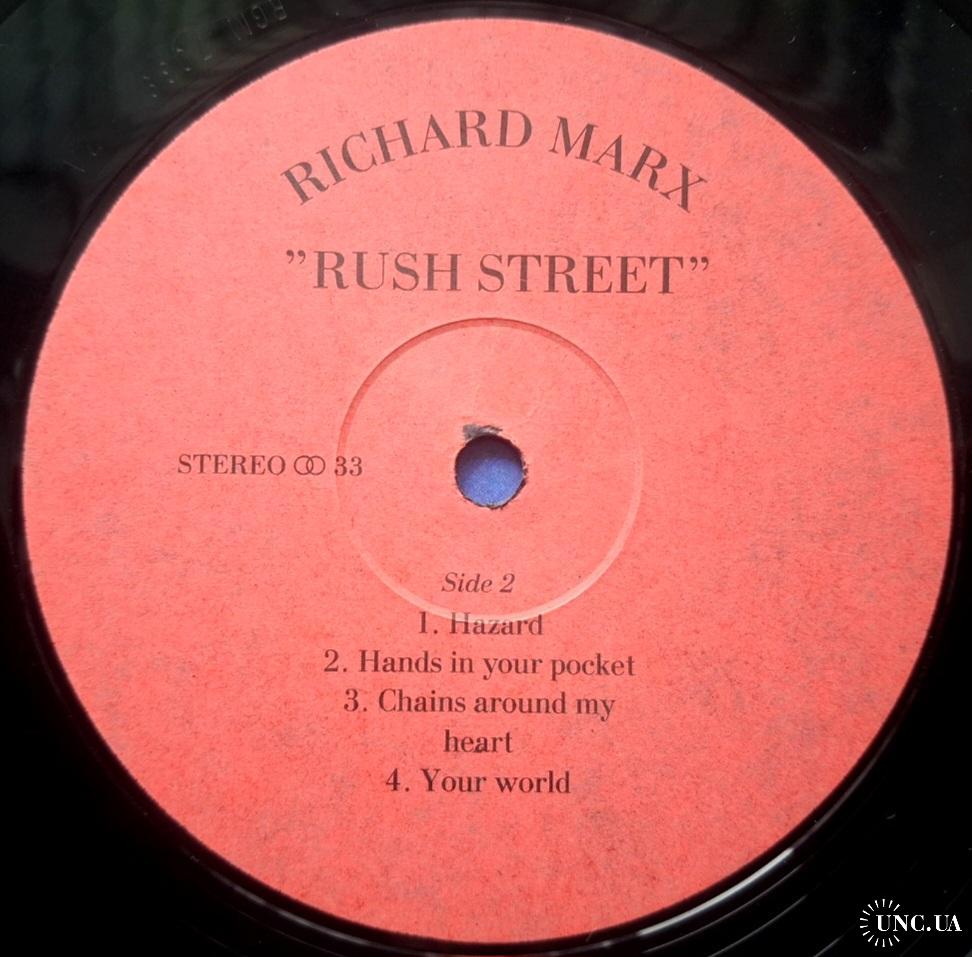 RICHARD MARX
”RUSH STREET”
STEREO ꝏ 33
Side 2
1. Hazard
2. Hands in your pocket
3. Chains around my
heart
4. Your world
UNC.UA